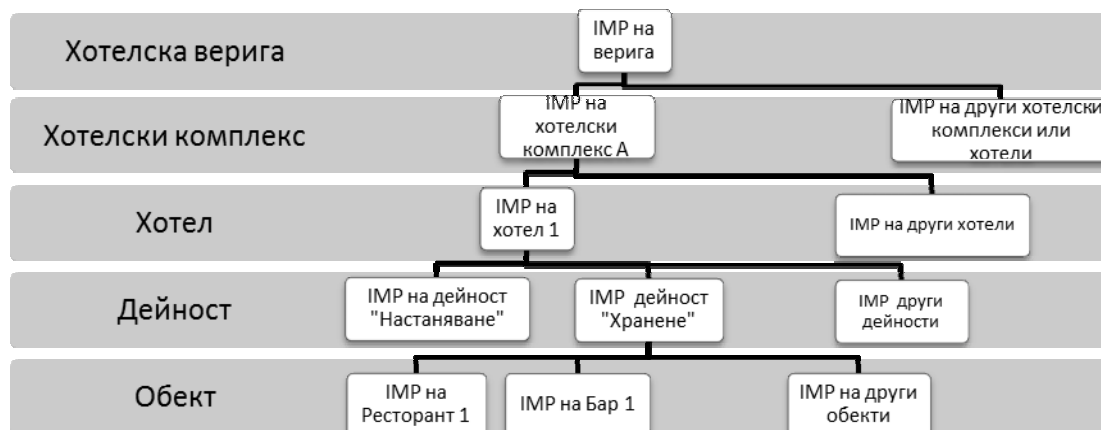 Хотелска верига
IMP на
верига
Хотелски комплекс
IMP на
хотелски
комплекс А
IMP на други хотелски
комплекси или
хотели
Хотел
IMP на
хотел 1
IMP на други хотели
Дейност
IMP на дейност
"Настаняване"
IMP дейност
"Хранене"
IMP други
дейности
Обект
IMP на
Ресторант 1
IMP на Бар 1
IMP на други
обекти